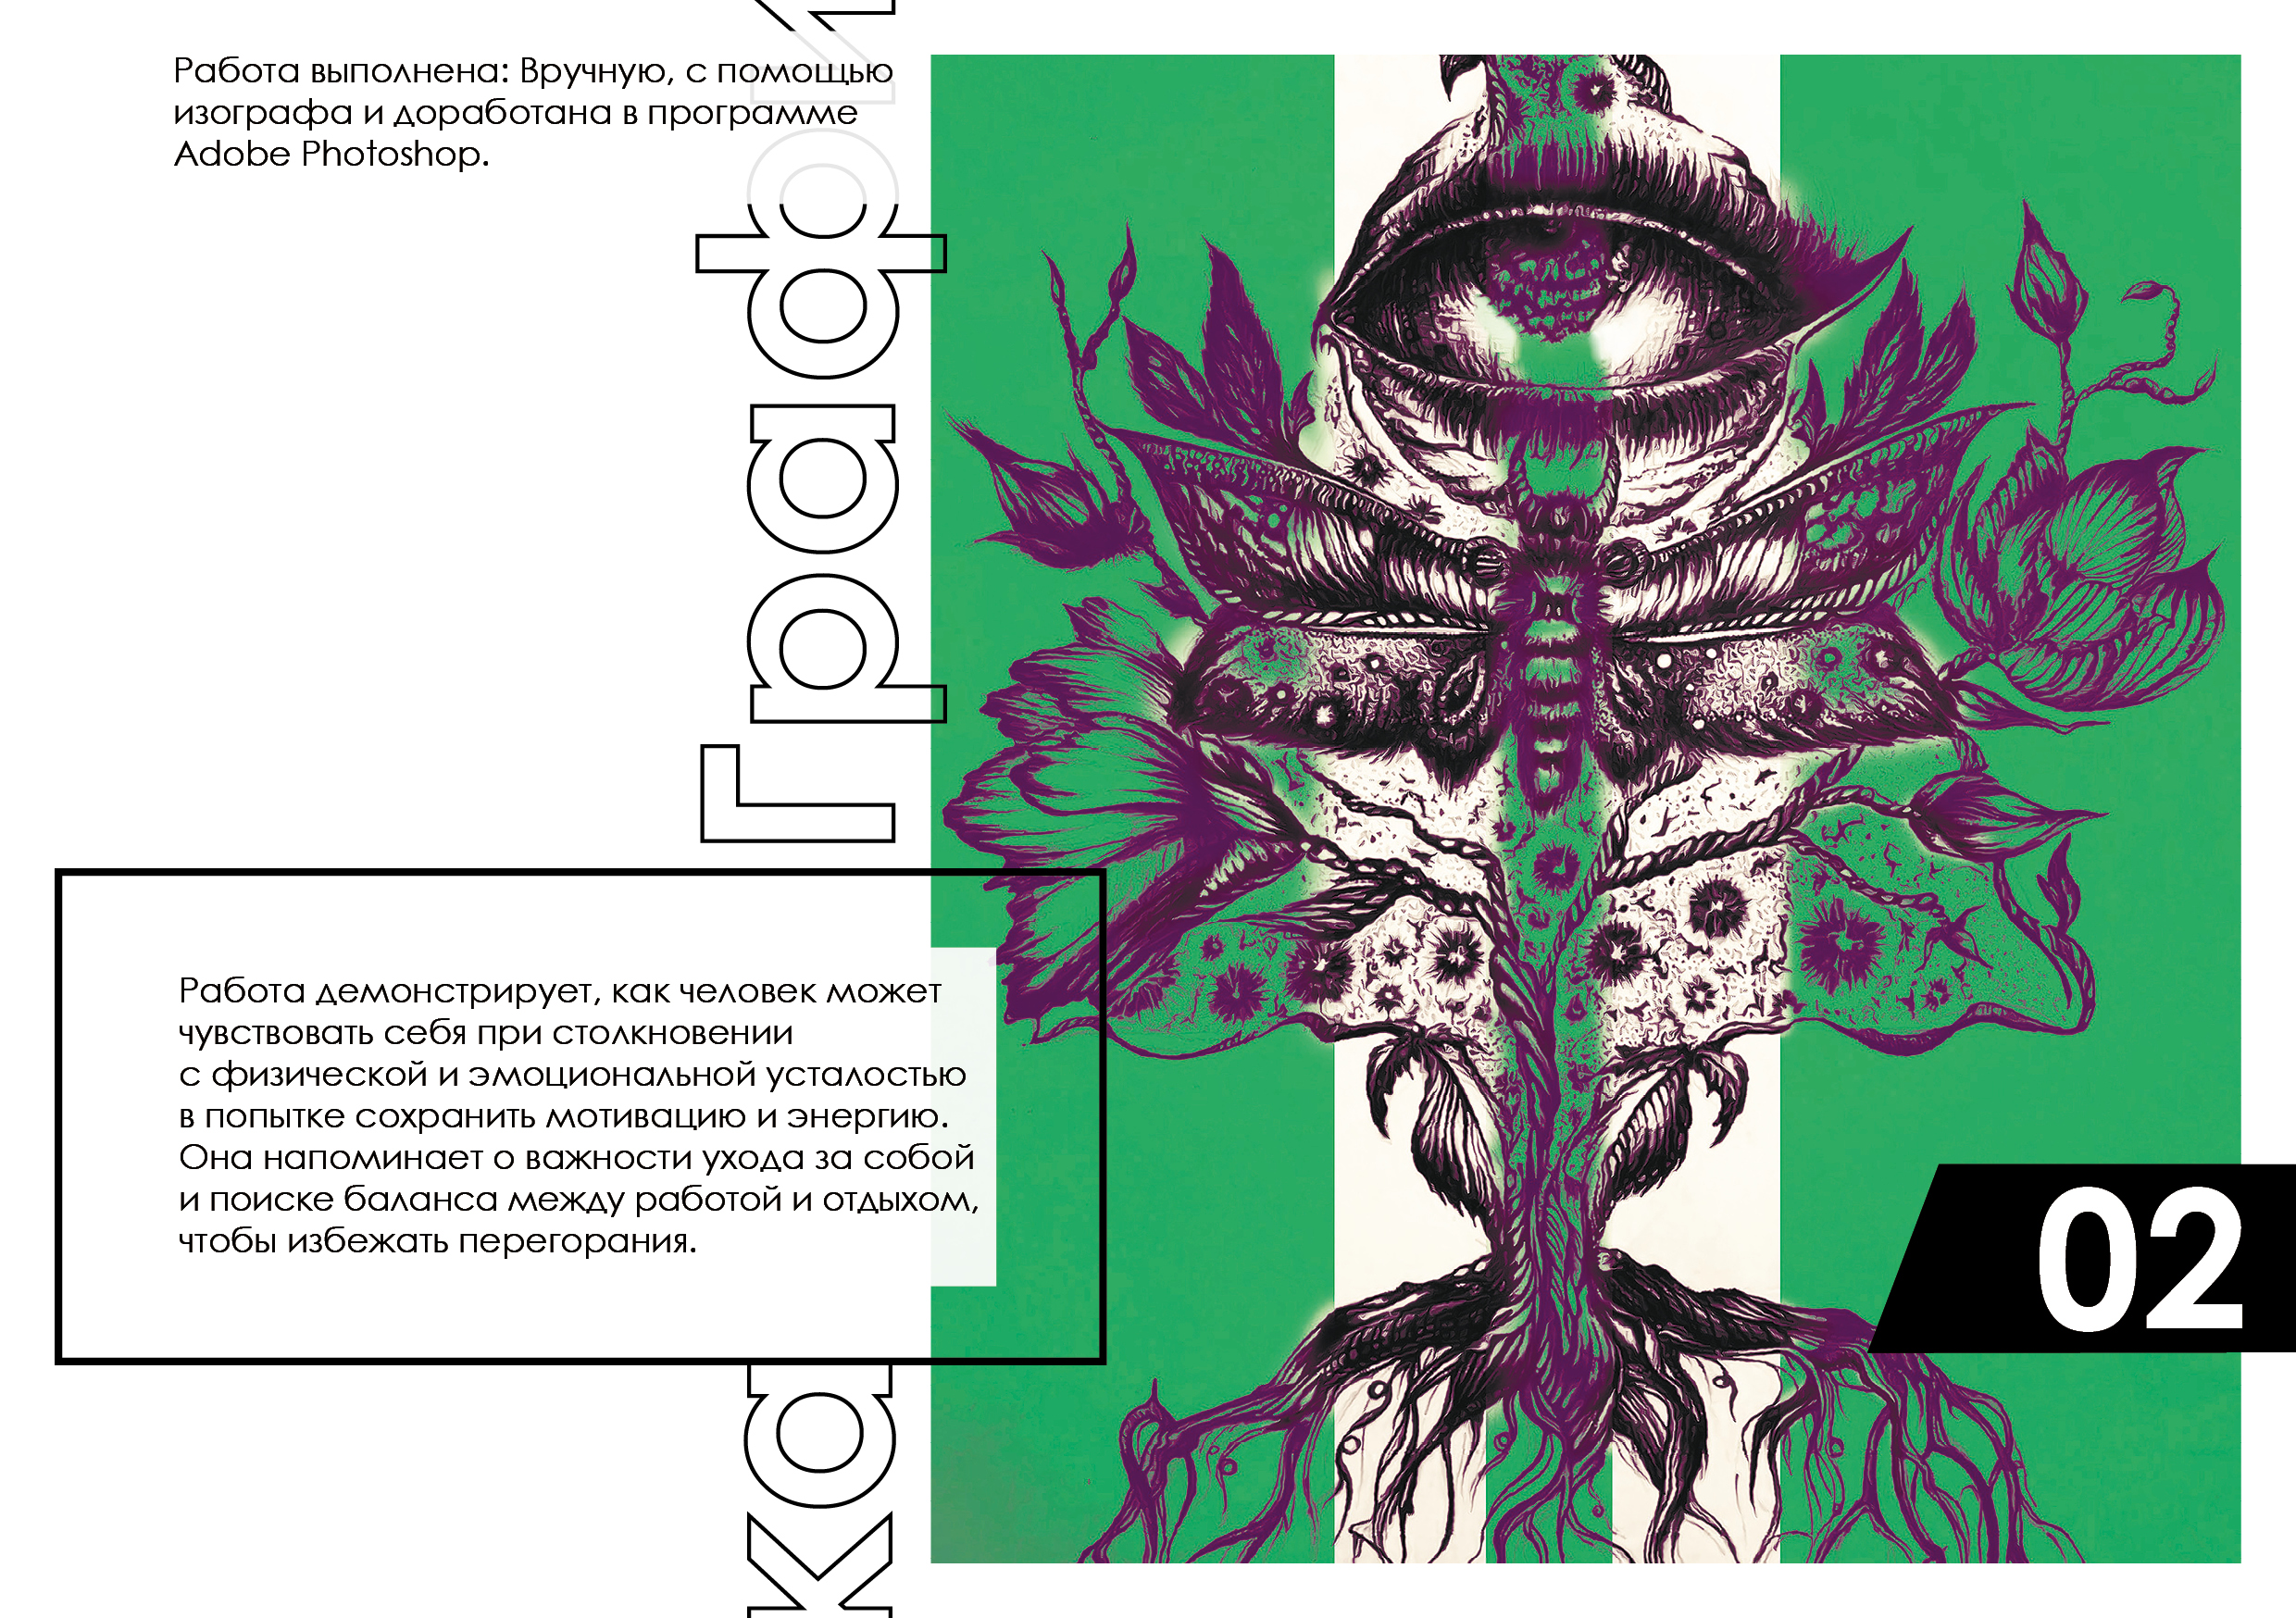 Работа выполнена: Вручную, с помощью
изографа и доработана в программе
Adobe Photoshop.
Графи
ка
Работа демонстрирует, как человек может
чувствовать себя при столкновении
с физической и эмоциональной усталостью
в попытке сохранить мотивацию и энергию.
Она напоминает о важности ухода за собой
и поиске баланса между работой и отдыхом,
чтобы избежать перегорания.
02